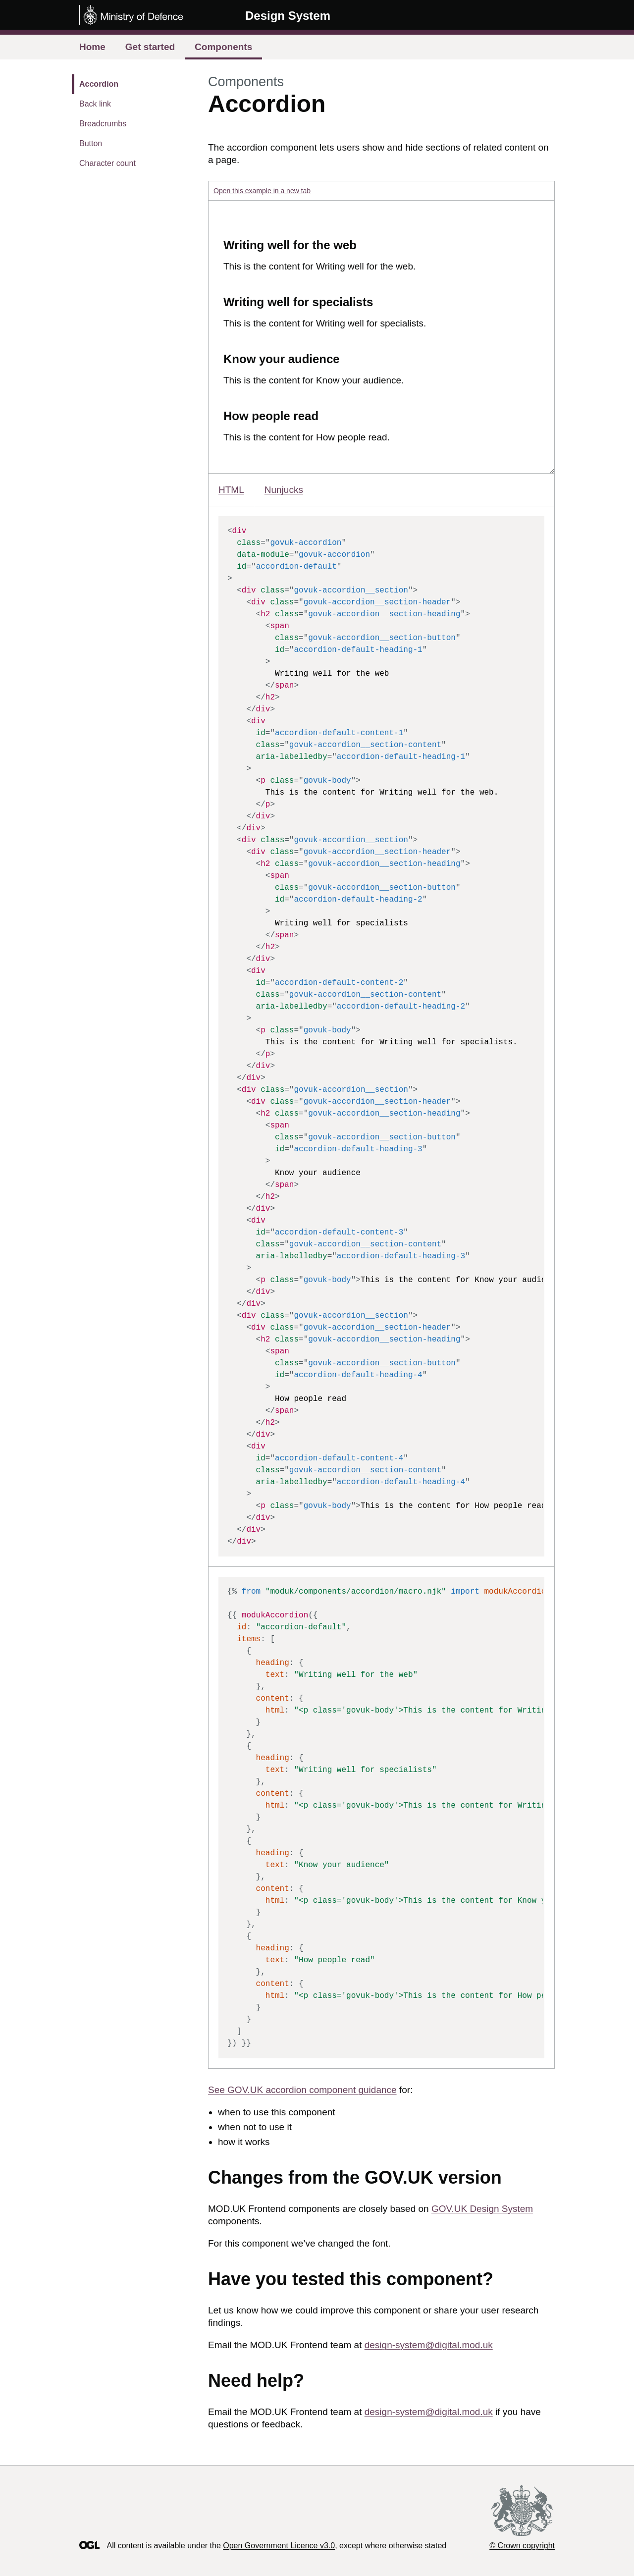 Ministry of Defence
Design System
Home
Get started
Components
Accordion
Back link
Breadcrumbs
Button
Character count
Components
Accordion
The accordion component lets users show and hide sections of related content on
a page.
Open this example in a new tab
Writing well for the web
This is the content for Writing well for the web.
Writing well for specialists
This is the content for Writing well for specialists.
Know your audience
This is the content for Know your audience.
How people read
This is the content for How people read.
HTML
Nunjucks
<div
  class="govuk-accordion"
  data-module="govuk-accordion"
  id="accordion-default"
>
  <div class="govuk-accordion__section">
    <div class="govuk-accordion__section-header">
      <h2 class="govuk-accordion__section-heading">
        <span
          class="govuk-accordion__section-button"
          id="accordion-default-heading-1"
        >
          Writing well for the web
        </span>
      </h2>
    </div>
    <div
      id="accordion-default-content-1"
      class="govuk-accordion__section-content"
      aria-labelledby="accordion-default-heading-1"
    >
      <p class="govuk-body">
        This is the content for Writing well for the web.
      </p>
    </div>
  </div>
  <div class="govuk-accordion__section">
    <div class="govuk-accordion__section-header">
      <h2 class="govuk-accordion__section-heading">
        <span
          class="govuk-accordion__section-button"
          id="accordion-default-heading-2"
        >
          Writing well for specialists
        </span>
      </h2>
    </div>
    <div
      id="accordion-default-content-2"
      class="govuk-accordion__section-content"
      aria-labelledby="accordion-default-heading-2"
    >
      <p class="govuk-body">
        This is the content for Writing well for specialists.
      </p>
    </div>
  </div>
  <div class="govuk-accordion__section">
    <div class="govuk-accordion__section-header">
      <h2 class="govuk-accordion__section-heading">
        <span
          class="govuk-accordion__section-button"
          id="accordion-default-heading-3"
        >
          Know your audience
        </span>
      </h2>
    </div>
    <div
      id="accordion-default-content-3"
      class="govuk-accordion__section-content"
      aria-labelledby="accordion-default-heading-3"
    >
      <p class="govuk-body">This is the content for Know your audie
    </div>
  </div>
  <div class="govuk-accordion__section">
    <div class="govuk-accordion__section-header">
      <h2 class="govuk-accordion__section-heading">
        <span
          class="govuk-accordion__section-button"
          id="accordion-default-heading-4"
        >
          How people read
        </span>
      </h2>
    </div>
    <div
      id="accordion-default-content-4"
      class="govuk-accordion__section-content"
      aria-labelledby="accordion-default-heading-4"
    >
      <p class="govuk-body">This is the content for How people read
    </div>
  </div>
</div>
{% from "moduk/components/accordion/macro.njk" import modukAccordio
{{ modukAccordion({
  id: "accordion-default",
  items: [
    {
      heading: {
        text: "Writing well for the web"
      },
      content: {
        html: "<p class='govuk-body'>This is the content for Writin
      }
    },
    {
      heading: {
        text: "Writing well for specialists"
      },
      content: {
        html: "<p class='govuk-body'>This is the content for Writin
      }
    },
    {
      heading: {
        text: "Know your audience"
      },
      content: {
        html: "<p class='govuk-body'>This is the content for Know y
      }
    },
    {
      heading: {
        text: "How people read"
      },
      content: {
        html: "<p class='govuk-body'>This is the content for How pe
      }
    }
  ]
}) }}
See GOV.UK accordion component guidance for:
• when to use this component
• when not to use it
• how it works
Changes from the GOV.UK version
MOD.UK Frontend components are closely based on GOV.UK Design System
components.
For this component we've changed the font.
Have you tested this component?
Let us know how we could improve this component or share your user research
findings.
Email the MOD.UK Frontend team at design-system@digital.mod.uk
Need help?
Email the MOD.UK Frontend team at design-system@digital.mod.uk if you have
questions or feedback.
OGL All content is available under the Open Government Licence v3.0, except where otherwise stated
© Crown copyright